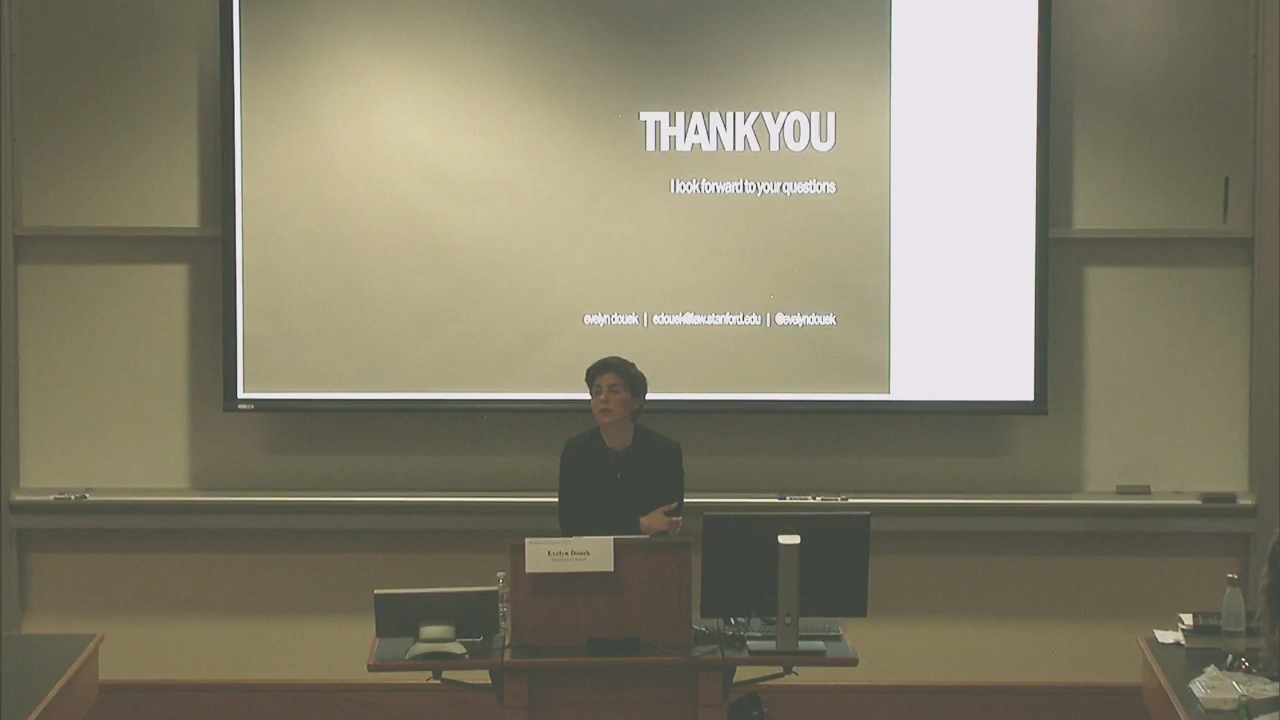 THANK YOU
I look forward to your questions
evelyn douek | edouek@law.stanford.edu | @evelyndouek
Evelyn Douek